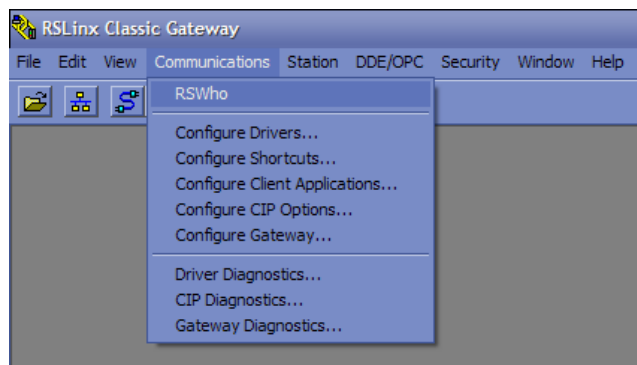 RSLinx Classic Gateway
File Edit View Communications Station DDE/OPC Security Window Help
RSWho
Configure Drivers...
Configure Shortcuts...
Configure Client Applications...
Configure CIP Options...
Configure Gateway...
Driver Diagnostics...
CIP Diagnostics...
Gateway Diagnostics...